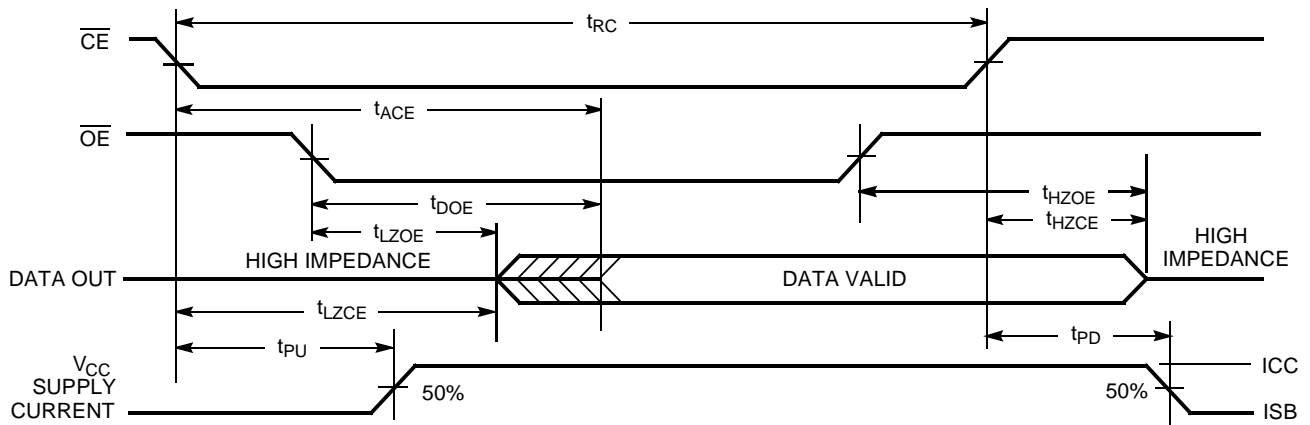 tRC
CE
tACE
OE
tDOE
tHZOE
tLZOE
tHZCE
HIGH IMPEDANCE
HIGH
IMPEDANCE
DATA OUT
DATA VALID
tLZCE
tPU
tPD
VCC
SUPPLY
CURRENT
50%
50%
ICC
ISB